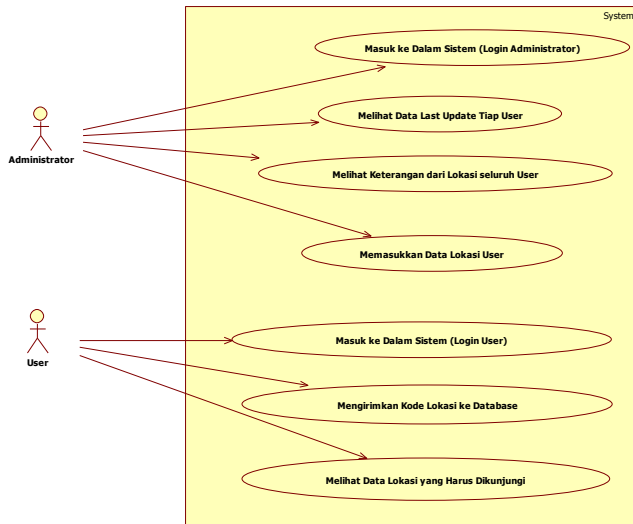 System
Masuk ke Dalam Sistem (Login Administrator)
Melihat Data Last Update Tiap User
Administrator
Melihat Keterangan dari Lokasi seluruh User
Memasukkan Data Lokasi User
Masuk ke Dalam Sistem (Login User)
User
Mengirimkan Kode Lokasi ke Database
Melihat Data Lokasi yang Harus Dikunjungi